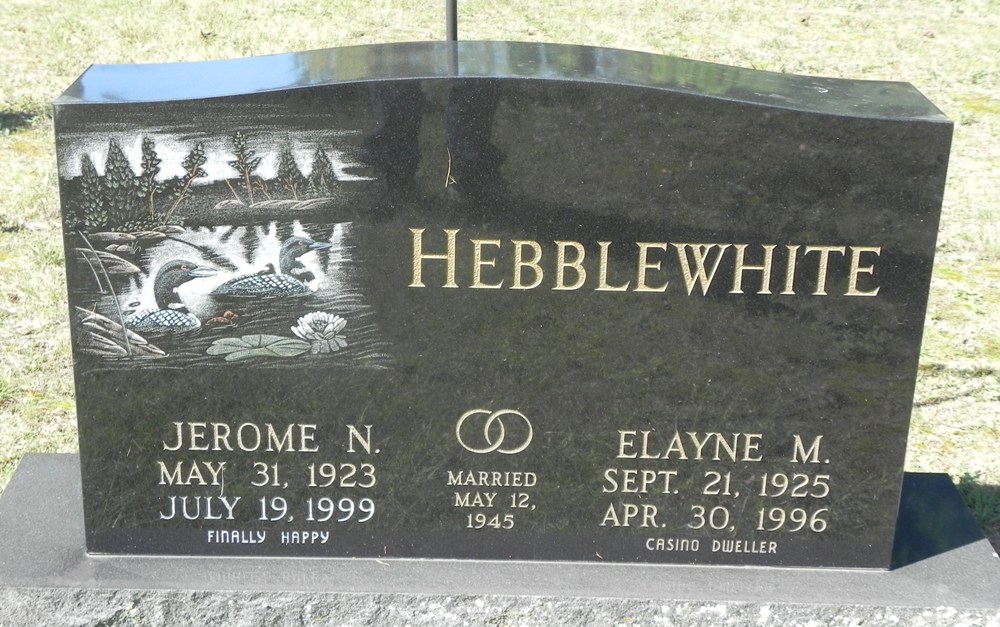 HEBBLEWHITE
JEROME N.
MAY 31, 1923
JULY 19, 1999
FINALLY HAPPY
MARRIED
MAY 12,
1945
ELAYNE M.
SEPT. 21, 1925
APR. 30, 1996
CASINO DWELLER